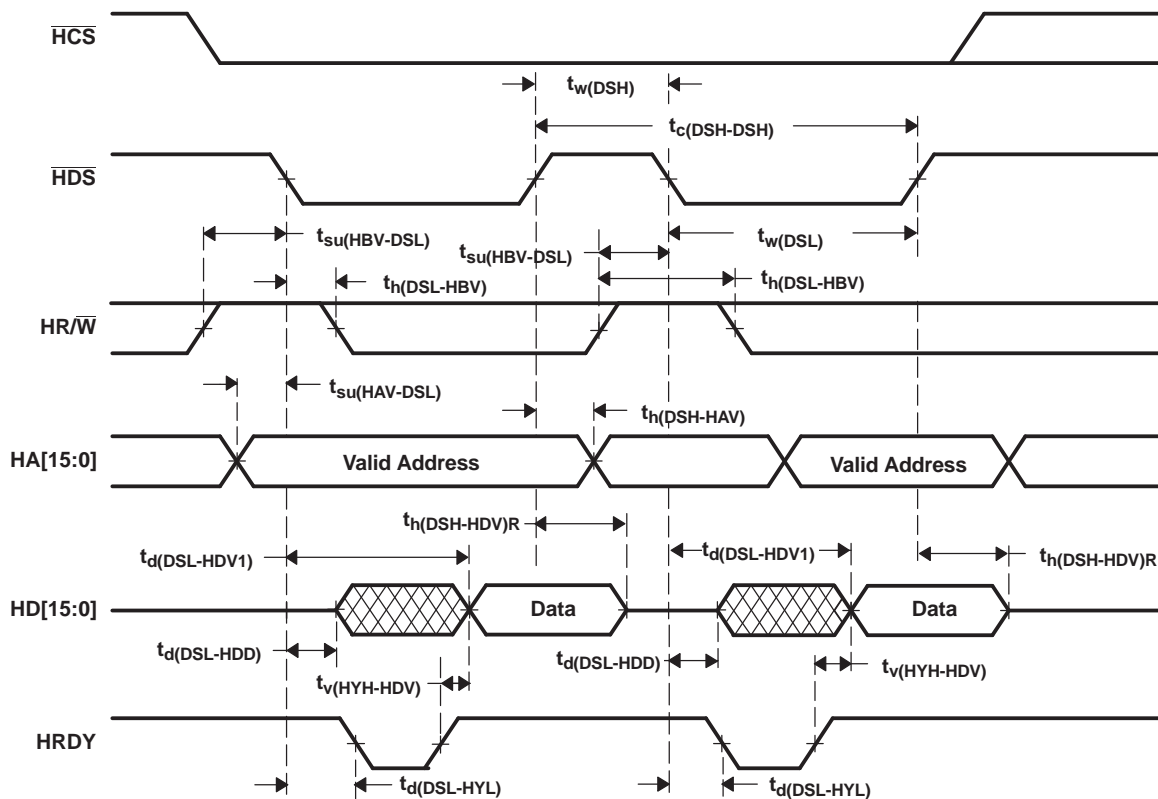 HCS
tw(DSH)
tc(DSH-DSH)
HDS
tsu(HBV-DSL)
tsu(HBV-DSL)
tw(DSL)
th(DSL-HBV)
th(DSL-HBV)
HR/W
tsu(HAV-DSL)
th(DSH-HAV)
HA[15:0]
Valid Address
Valid Address
th(DSH-HDV)R
td(DSL-HDV1)
td(DSL-HDV1)
th(DSH-HDV)R
HD[15:0]
Data
Data
td(DSL-HDD)
td(DSL-HDD)
tv(HYH-HDV)
tv(HYH-HDV)
HRDY
td(DSL-HYL)
td(DSL-HYL)